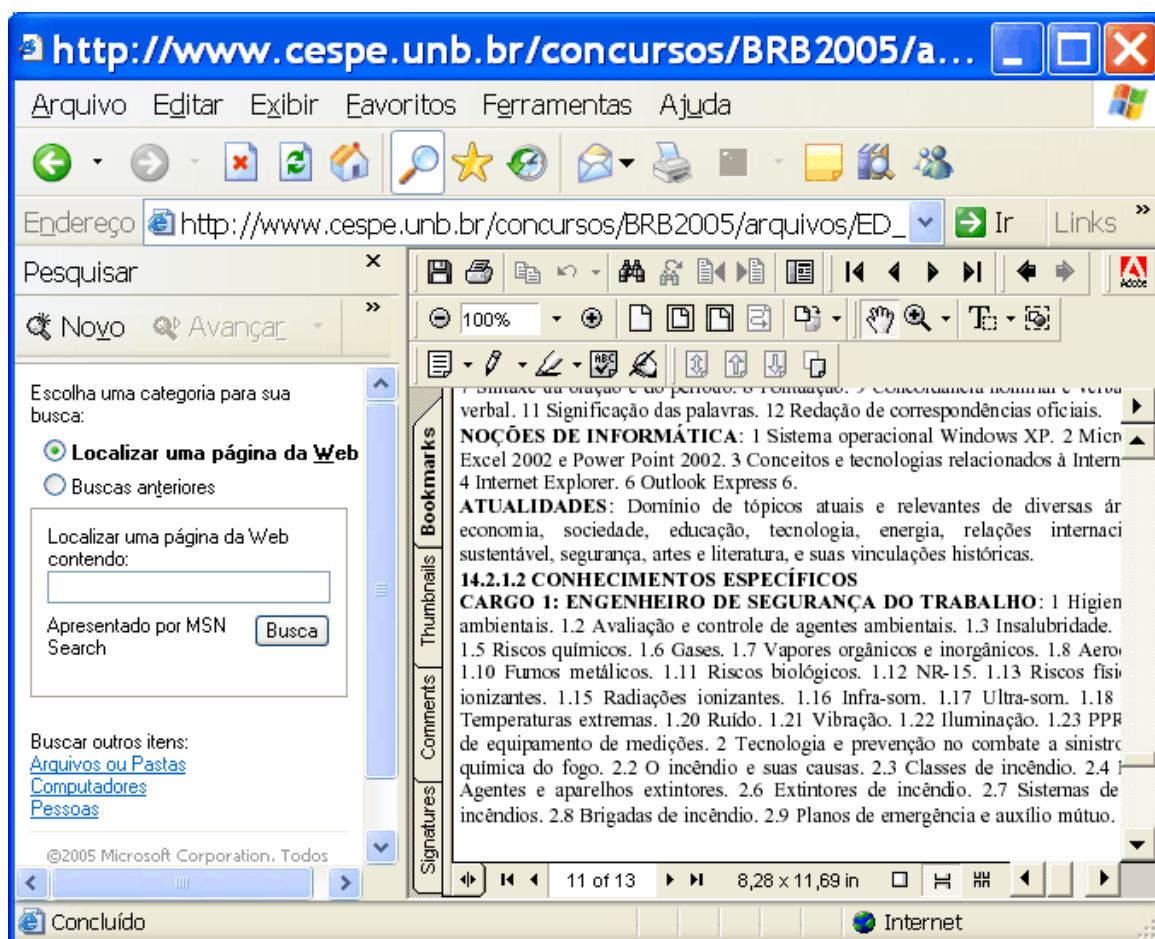 http://www.cespe.unb.br/concursos/BRB2005/a...
Arquivo Editar Exibir Favoritos Ferramentas Ajuda
Endereço http://www.cespe.unb.br/concursos/BRB2005/arquivos/ED_ Ir Links »
Pesquisar ×
Novo Avançar »
Escolha uma categoria para sua
busca:
Localizar uma página da Web
Buscas anteriores
Localizar uma página da Web
contendo:
Apresentado por MSN
Search
Busca
Buscar outros itens:
Arquivos ou Pastas
Computadores
Pessoas
©2005 Microsoft Corporation. Todos
Adobe
100%
Bookmarks
Thumbnails
Comments
Signatures
7 Sintaxe da oração e do período. 8 Pontuação. 9 Concordância nominal e verba
verbal. 11 Significação das palavras. 12 Redação de correspondências oficiais.
NOÇÕES DE INFORMÁTICA: 1 Sistema operacional Windows XP. 2 Micr
Excel 2002 e Power Point 2002. 3 Conceitos e tecnologias relacionados à Intern
4 Internet Explorer. 6 Outlook Express 6.
ATUALIDADES: Domínio de tópicos atuais e relevantes de diversas ár
economia, sociedade, educação, tecnologia, energia, relações internaci
sustentável, segurança, artes e literatura, e suas vinculações históricas.
14.2.1.2 CONHECIMENTOS ESPECÍFICOS
CARGO 1: ENGENHEIRO DE SEGURANÇA DO TRABALHO: 1 Higien
ambientais. 1.2 Avaliação e controle de agentes ambientais. 1.3 Insalubridade.
1.5 Riscos químicos. 1.6 Gases. 1.7 Vapores orgânicos e inorgânicos. 1.8 Aero
1.10 Fumos metálicos. 1.11 Riscos biológicos. 1.12 NR-15. 1.13 Riscos físi
ionizantes. 1.15 Radiações ionizantes. 1.16 Infra-som. 1.17 Ultra-som. 1.18
Temperaturas extremas. 1.20 Ruído. 1.21 Vibração. 1.22 Iluminação. 1.23 PPR
de equipamento de medições. 2 Tecnologia e prevenção no combate a sinistro
química do fogo. 2.2 O incêndio e suas causas. 2.3 Classes de incêndio. 2.4
Agentes e aparelhos extintores. 2.6 Extintores de incêndio. 2.7 Sistemas de
incêndios. 2.8 Brigadas de incêndio. 2.9 Planos de emergência e auxílio mútuo.
11 of 13 8,28 x 11,69 in
Concluído Internet